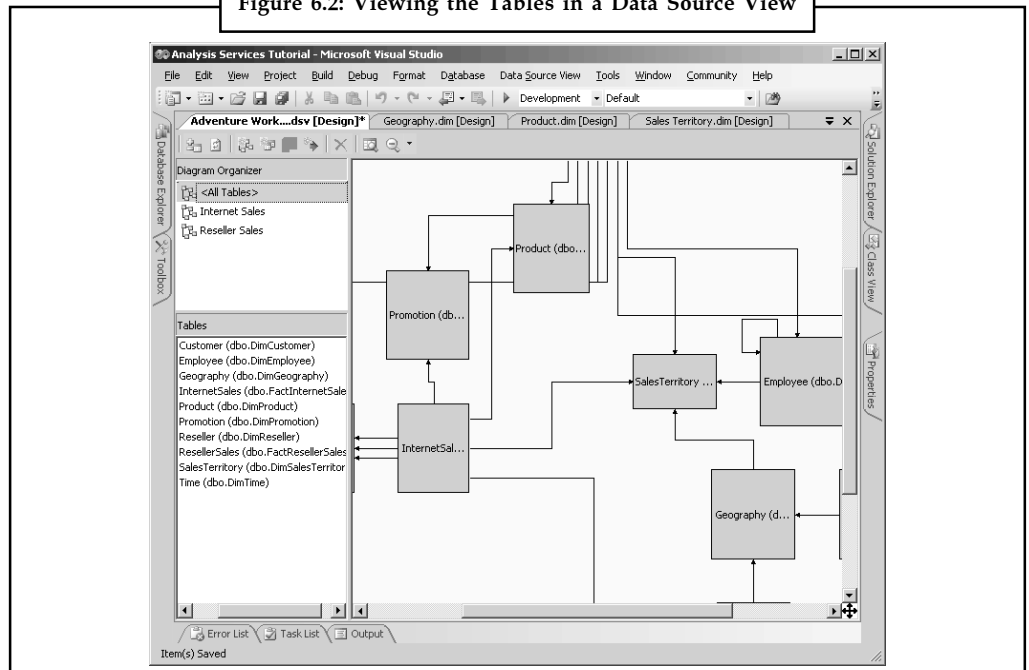 Figure 6.2: Viewing the Tables in a Data Source View
Analysis Services Tutorial - Microsoft Visual Studio
File Edit View Project Build Debug Format Database Data Source View Tools Window Community Help
Development Default
Adventure Work....dsv [Design]* Geography.dim [Design] Product.dim [Design] Sales Territory.dim [Design]
Database Explorer
Toolbox
Diagram Organizer
<All Tables>
Internet Sales
Reseller Sales
Tables
Customer (dbo.DimCustomer)
Employee (dbo.DimEmployee)
Geography (dbo.DimGeography)
InternetSales (dbo.FactInternetSale
Product (dbo.DimProduct)
Promotion (dbo.DimPromotion)
Reseller (dbo.DimReseller)
ResellerSales (dbo.FactResellerSales
SalesTerritory (dbo.DimSalesTerritor
Time (dbo.DimTime)
Product (dbo...
Promotion (db...
SalesTerritory ...
Employee (dbo.D
InternetSal...
Geography (d...
Solution Explorer
Class View
Properties
Error List Task List Output
Item(s) Saved